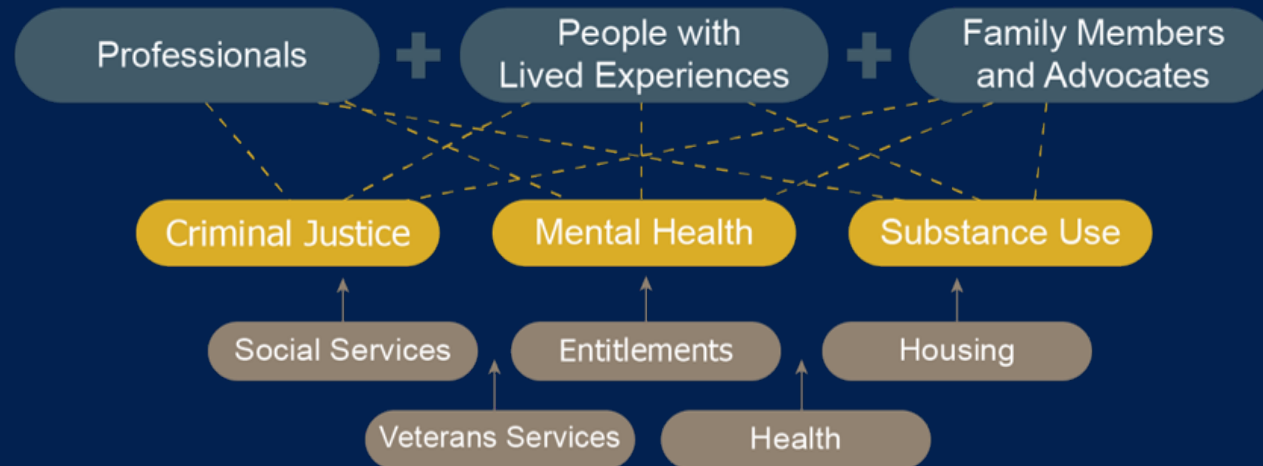 Professionals
People with
Lived Experiences
Family Members
and Advocates
Criminal Justice
Mental Health
Substance Use
Social Services
Entitlements
Housing
Veterans Services
Health